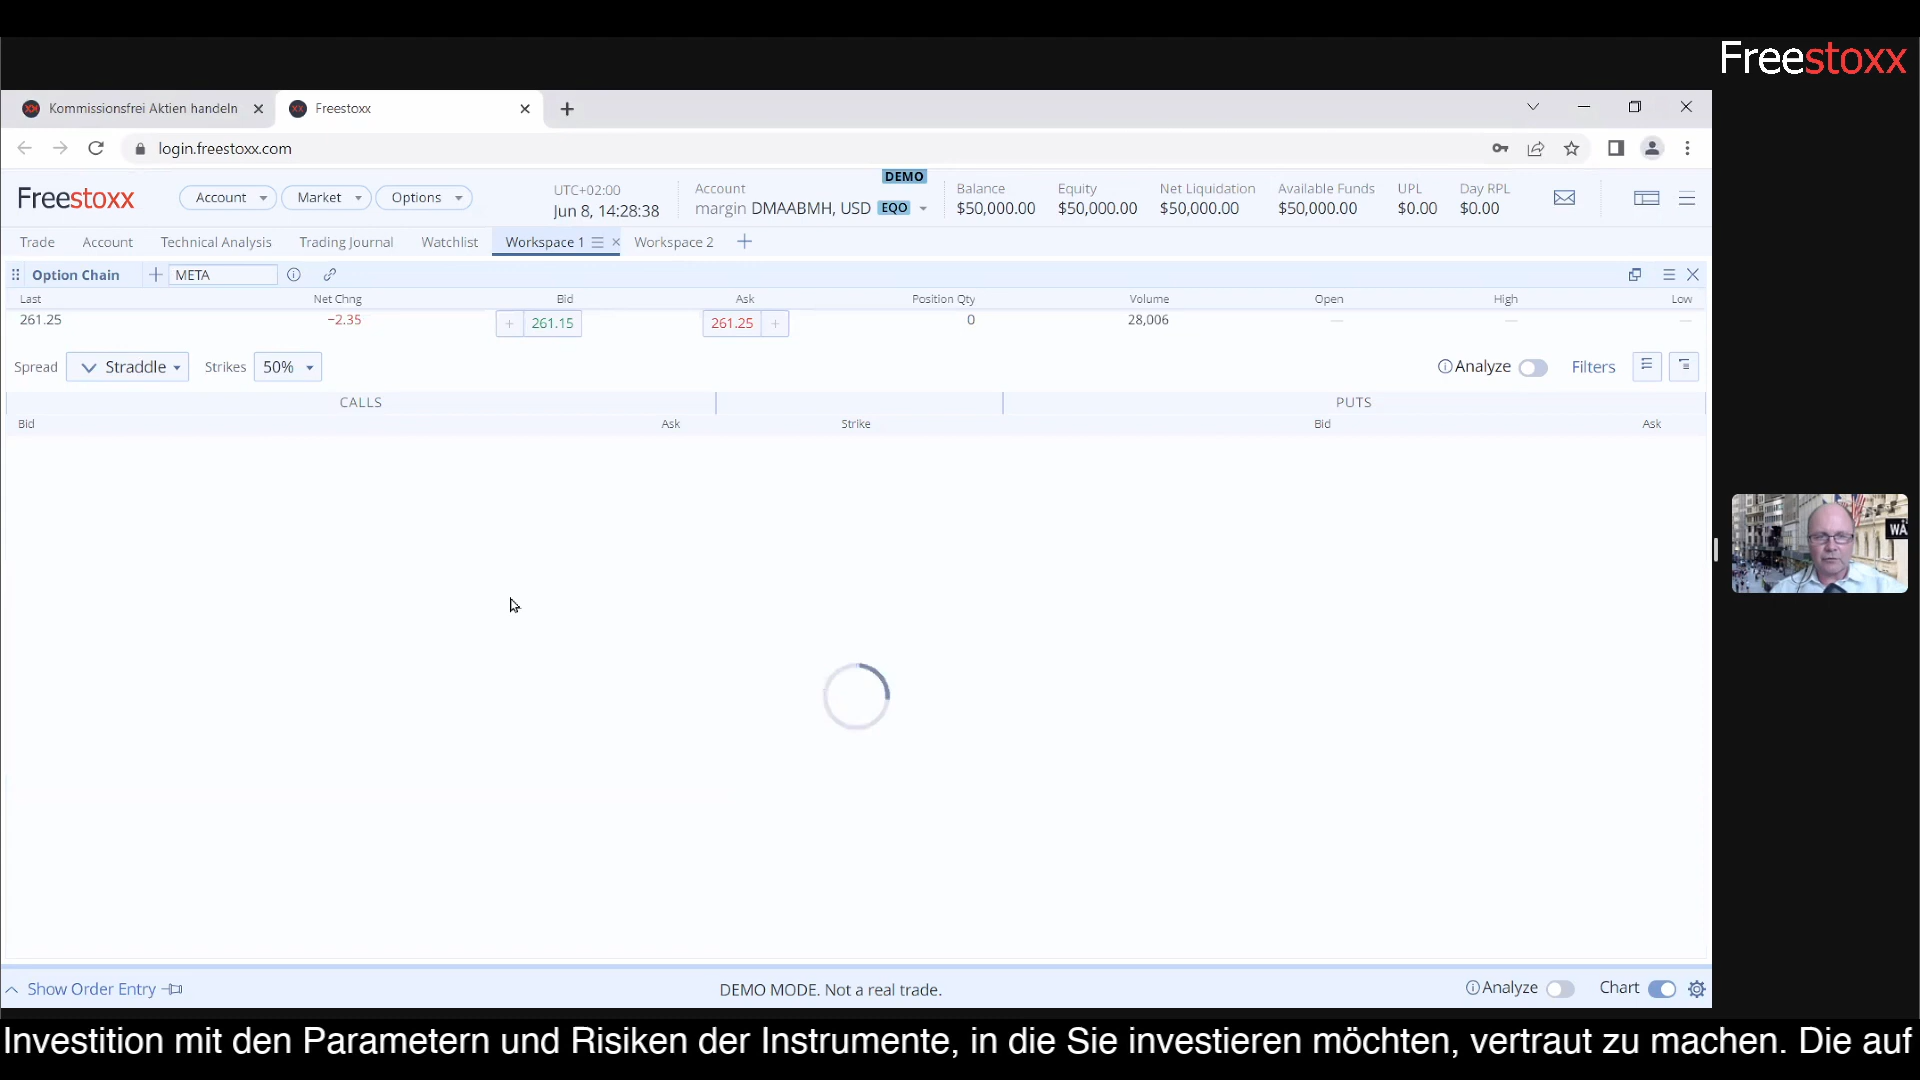 Freestoxx
Kommissionsfrei Aktien handeln
Freestoxx
login.freestoxx.com
Freestoxx
Account
Market
Options
UTC+02:00
Jun 8, 14:28:38
Account
DEMO
margin DMAABMH, USD EQO
Balance
$50,000.00
Equity
$50,000.00
Net Liquidation
$50,000.00
Available Funds
$50,000.00
UPL
$0.00
Day RPL
$0.00
Trade
Account
Technical Analysis
Trading Journal
Watchlist
Workspace 1
Workspace 2
Option Chain
META
Last
Net Chng
Bid
Ask
Position Qty
Volume
Open
High
Low
261.25
−2.35
+ 261.15
261.25 +
0
28,006
—
—
—
Spread
Straddle
Strikes
50%
Analyze
Filters
CALLS
PUTS
Bid
Ask
Strike
Bid
Ask
WA
Show Order Entry
DEMO MODE. Not a real trade.
Analyze
Chart
Investition mit den Parametern und Risiken der Instrumente, in die Sie investieren möchten, vertraut zu machen. Die auf